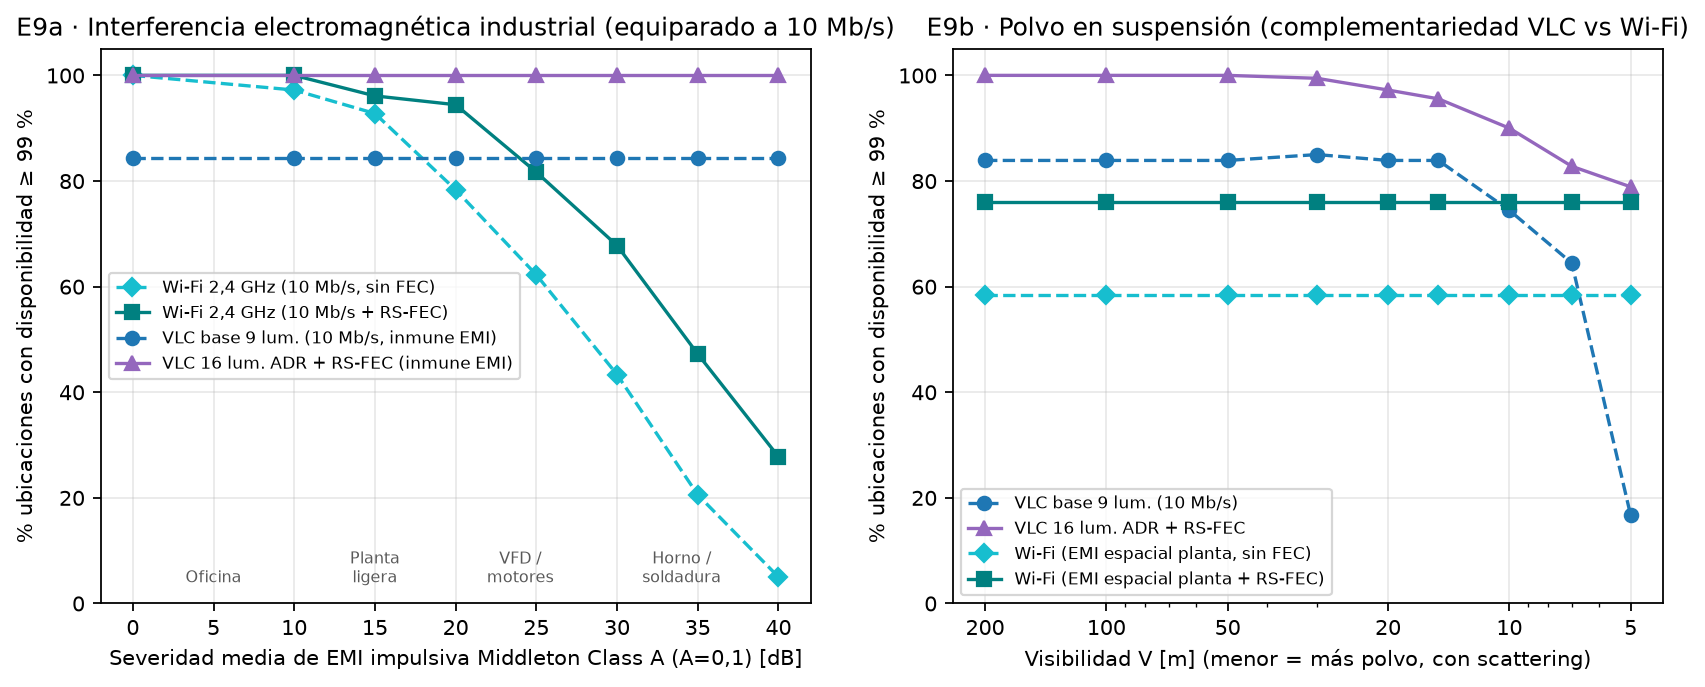 E9a · Interferencia electromagnética industrial (equiparado a 10 Mb/s)
% ubicaciones con disponibilidad ≥ 99 %
100
80
60
40
20
0
Wi-Fi 2,4 GHz (10 Mb/s, sin FEC)
Wi-Fi 2,4 GHz (10 Mb/s + RS-FEC)
VLC base 9 lum. (10 Mb/s, inmune EMI)
VLC 16 lum. ADR + RS-FEC (inmune EMI)
Oficina
Planta
ligera
VFD /
motores
Horno /
soldadura
0 5 10 15 20 25 30 35 40
Severidad media de EMI impulsiva Middleton Class A (A=0,1) [dB]
E9b · Polvo en suspensión (complementariedad VLC vs Wi-Fi)
% ubicaciones con disponibilidad ≥ 99 %
100
80
60
40
20
0
VLC base 9 lum. (10 Mb/s)
VLC 16 lum. ADR + RS-FEC
Wi-Fi (EMI espacial planta, sin FEC)
Wi-Fi (EMI espacial planta + RS-FEC)
200 100 50 20 10 5
Visibilidad V [m] (menor = más polvo, con scattering)